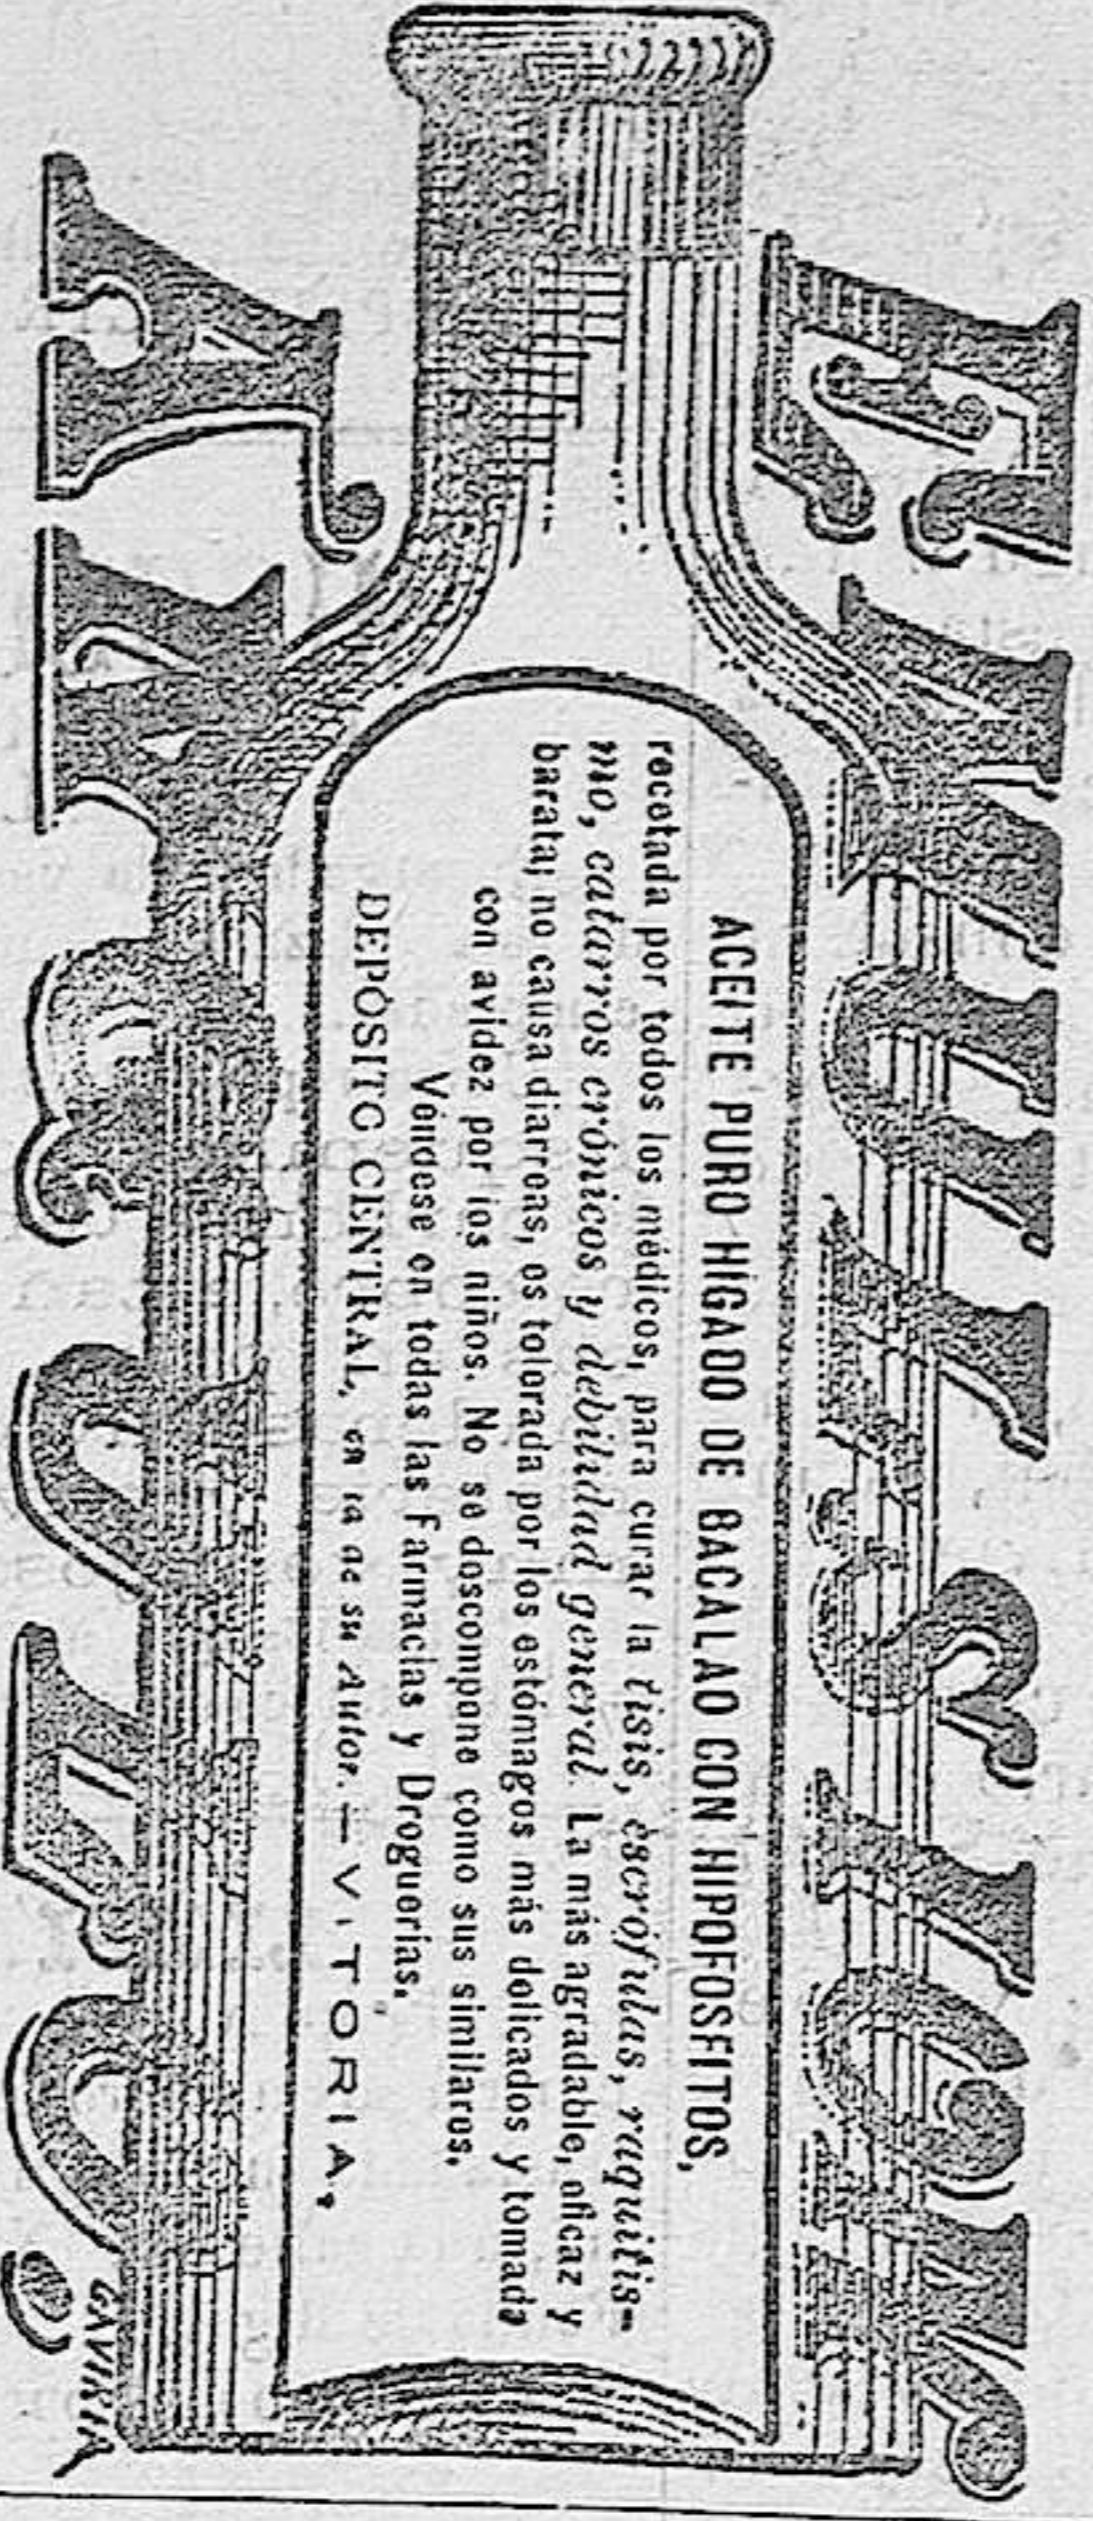 EMULSIÓN,
ACEITE PURO HÍGADO DE BACALAO CON HIPOFOSFITOS,
recetada por todos los médicos, para curar la tisis, escrófulas, raquitis-
mo, catarros crónicos y debilidad general. La más agradable, eficaz y
barata; no causa diarreas, es tolerada por los estómagos más delicados y tomada
con avidez por los niños. No se descompone como sus similares.
Véndese en todas las Farmacias y Droguerías.
DEPÓSITO CENTRAL, en la de su Autor.—VITORIA.
GAVIRIA